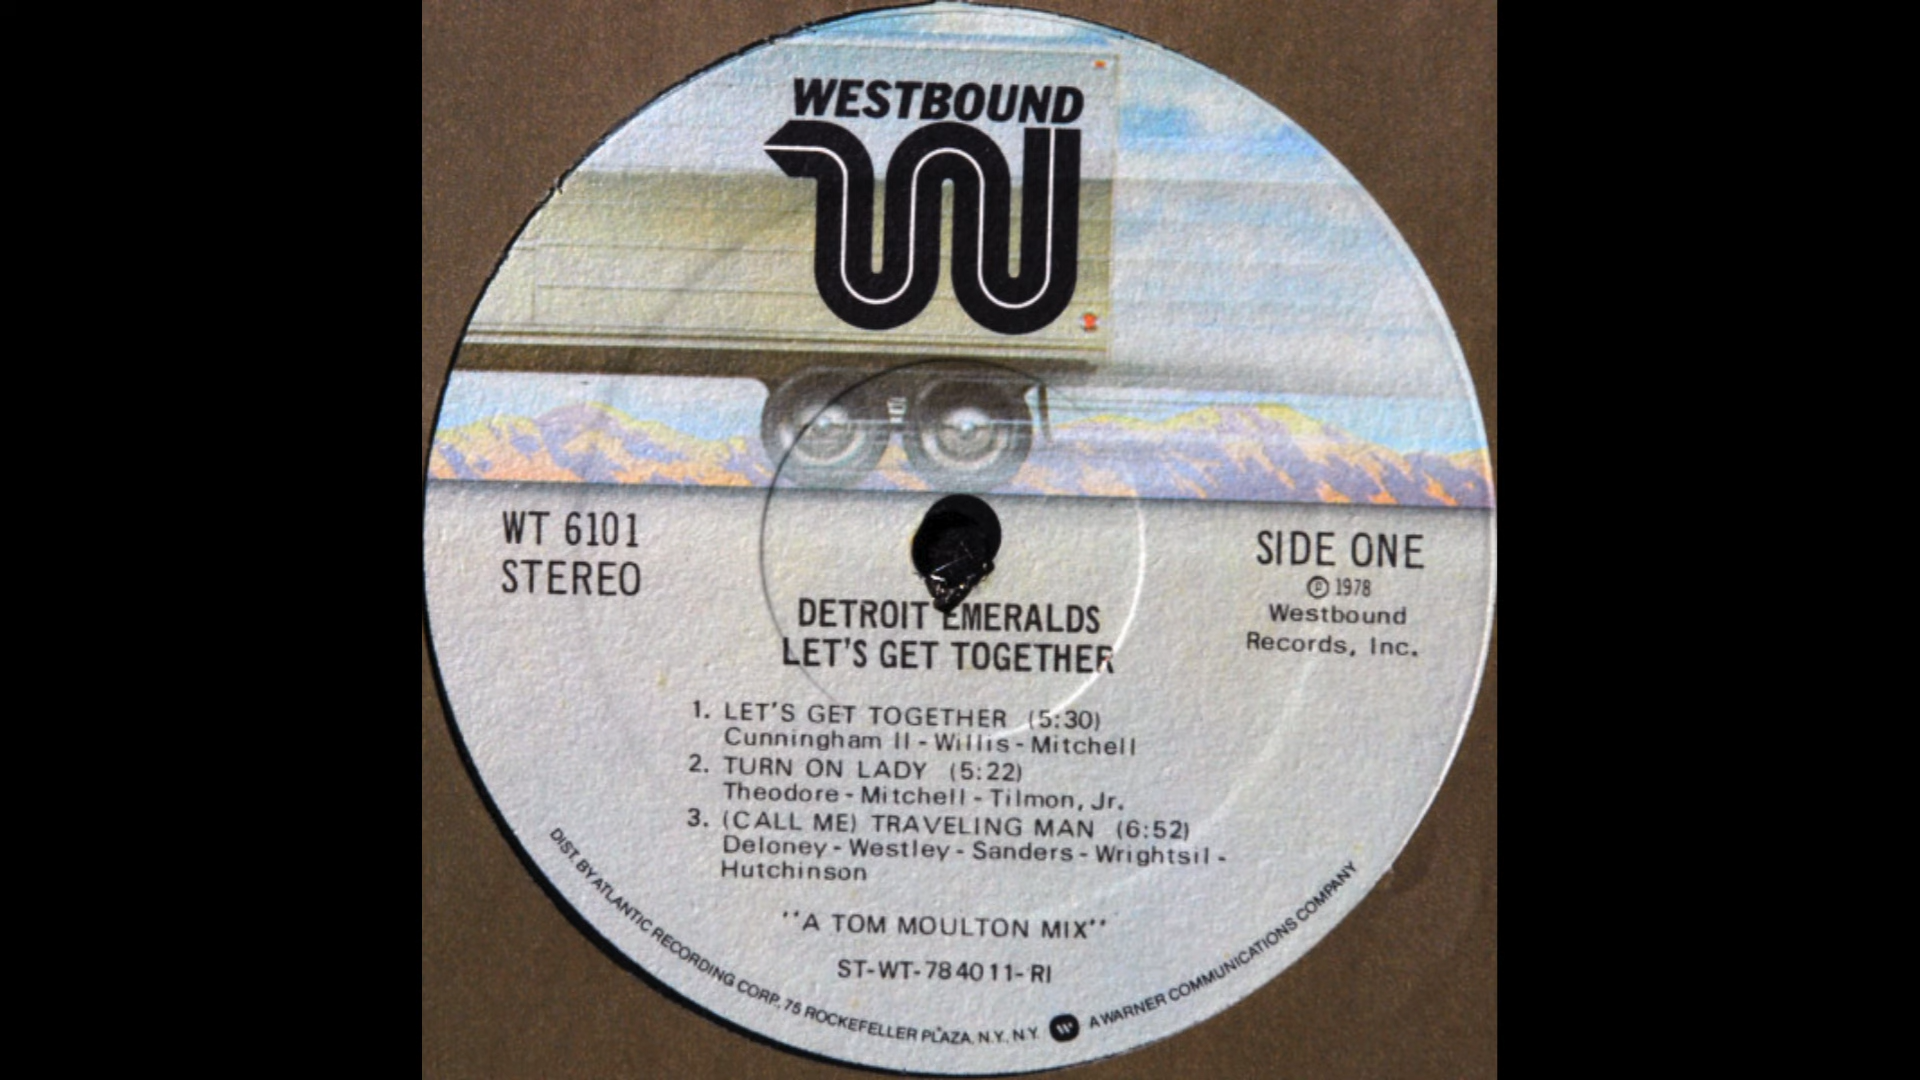 WESTBOUND
WT 6101
STEREO
SIDE ONE
℗ 1978
Westbound
Records, Inc.
DETROIT EMERALDS
LET'S GET TOGETHER
1. LET'S GET TOGETHER (5:30)
Cunningham II - Willis - Mitchell
2. TURN ON LADY (5:22)
Theodore - Mitchell - Tilmon, Jr.
3. (CALL ME) TRAVELING MAN (6:52)
Deloney - Westley - Sanders - Wrightsil -
Hutchinson
"A TOM MOULTON MIX"
ST-WT-784011-RI
DIST. BY ATLANTIC RECORDING CORP., 75 ROCKEFELLER PLAZA, N.Y., N.Y. A WARNER COMMUNICATIONS COMPANY